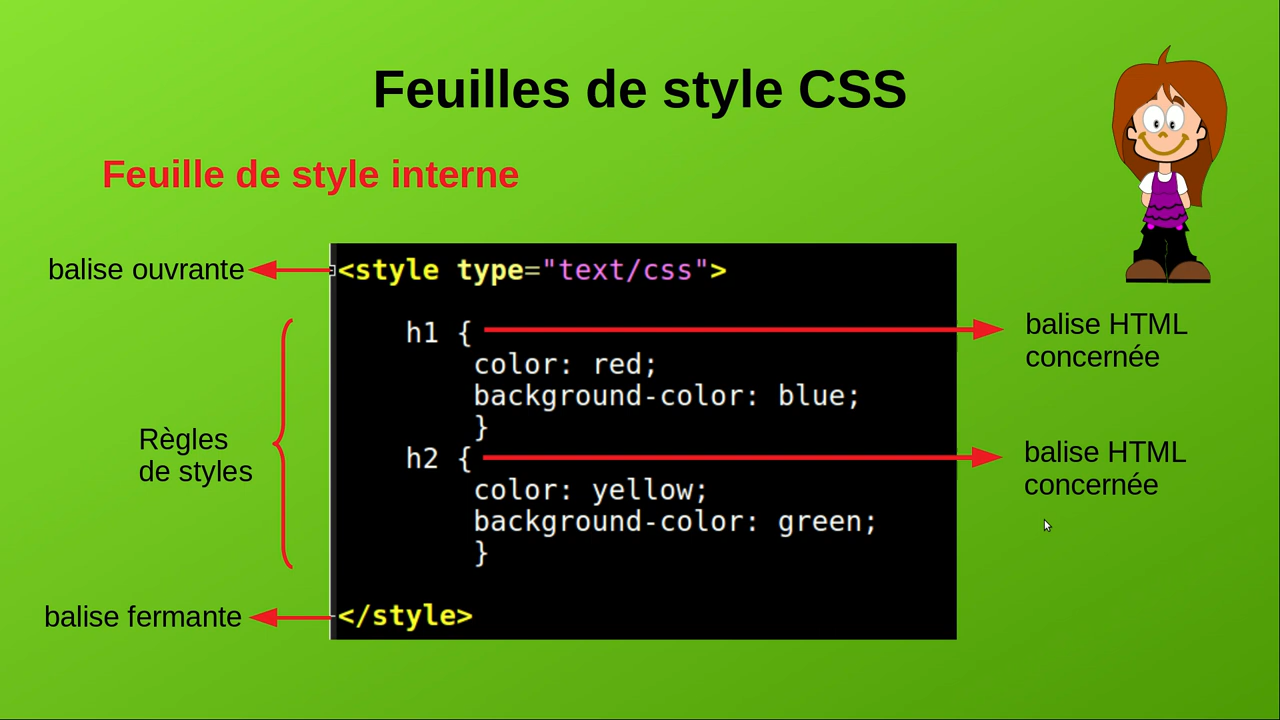 Feuilles de style CSS
Feuille de style interne
balise ouvrante
<style type="text/css">
h1 {
balise HTML
concernée
color: red;
background-color: blue;
}
Règles
de styles
h2 {
balise HTML
concernée
color: yellow;
background-color: green;
}
balise fermante
</style>